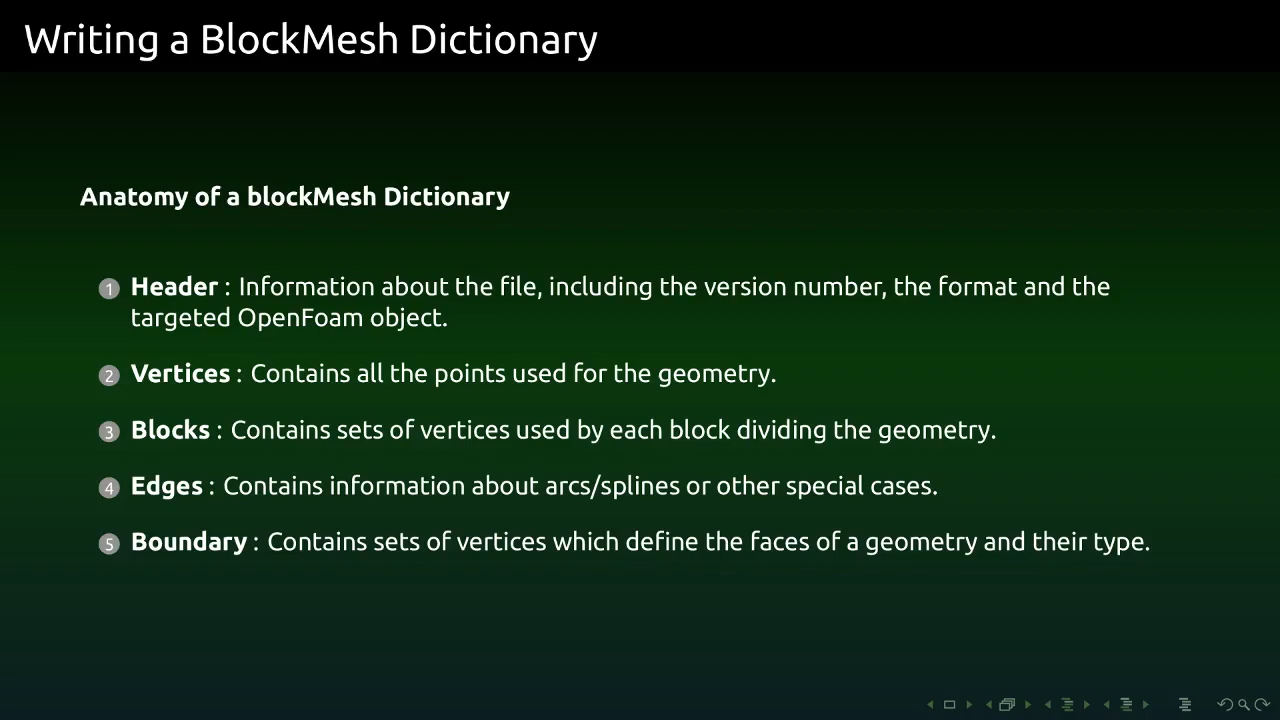 Writing a BlockMesh Dictionary
Anatomy of a blockMesh Dictionary
1 Header : Information about the file, including the version number, the format and the
targeted OpenFoam object.
2 Vertices : Contains all the points used for the geometry.
3 Blocks : Contains sets of vertices used by each block dividing the geometry.
4 Edges : Contains information about arcs/splines or other special cases.
5 Boundary : Contains sets of vertices which define the faces of a geometry and their type.